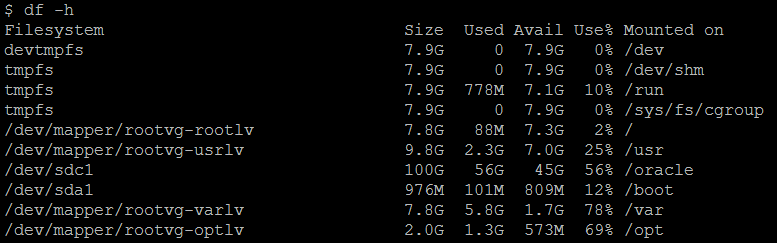 $ df -h
Filesystem                       Size  Used Avail Use% Mounted on
devtmpfs                         7.9G     0  7.9G   0% /dev
tmpfs                            7.9G     0  7.9G   0% /dev/shm
tmpfs                            7.9G  778M  7.1G  10% /run
tmpfs                            7.9G     0  7.9G   0% /sys/fs/cgroup
/dev/mapper/rootvg-rootlv        7.8G   88M  7.3G   2% /
/dev/mapper/rootvg-usrlv         9.8G  2.3G  7.0G  25% /usr
/dev/sdc1                        100G   56G   45G  56% /oracle
/dev/sda1                        976M  101M  809M  12% /boot
/dev/mapper/rootvg-varlv         7.8G  5.8G  1.7G  78% /var
/dev/mapper/rootvg-optlv         2.0G  1.3G  573M  69% /opt